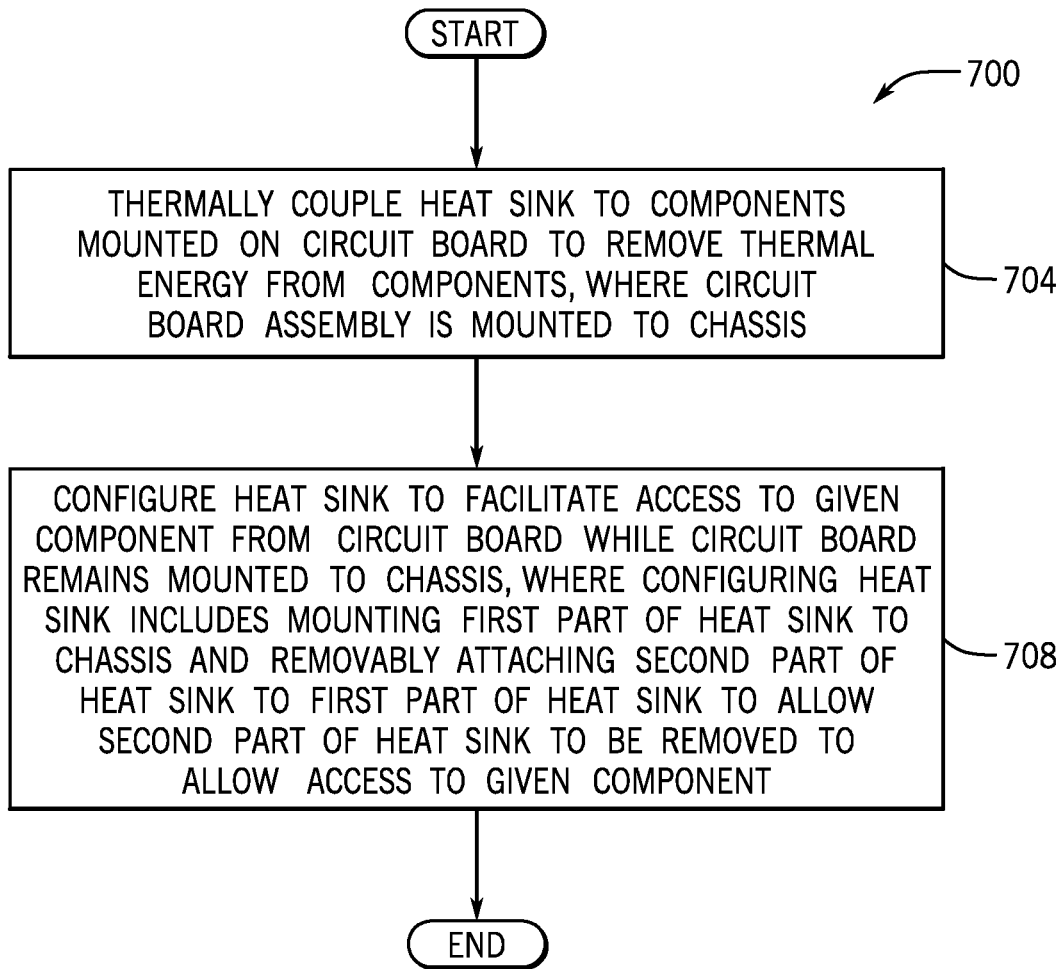 START
700
THERMALLY COUPLE HEAT SINK TO COMPONENTS
MOUNTED ON CIRCUIT BOARD TO REMOVE THERMAL
ENERGY FROM COMPONENTS, WHERE CIRCUIT
BOARD ASSEMBLY IS MOUNTED TO CHASSIS
704
CONFIGURE HEAT SINK TO FACILITATE ACCESS TO GIVEN
COMPONENT FROM CIRCUIT BOARD WHILE CIRCUIT BOARD
REMAINS MOUNTED TO CHASSIS, WHERE CONFIGURING HEAT
SINK INCLUDES MOUNTING FIRST PART OF HEAT SINK TO
CHASSIS AND REMOVABLY ATTACHING SECOND PART OF
HEAT SINK TO FIRST PART OF HEAT SINK TO ALLOW
SECOND PART OF HEAT SINK TO BE REMOVED TO
ALLOW ACCESS TO GIVEN COMPONENT
708
END